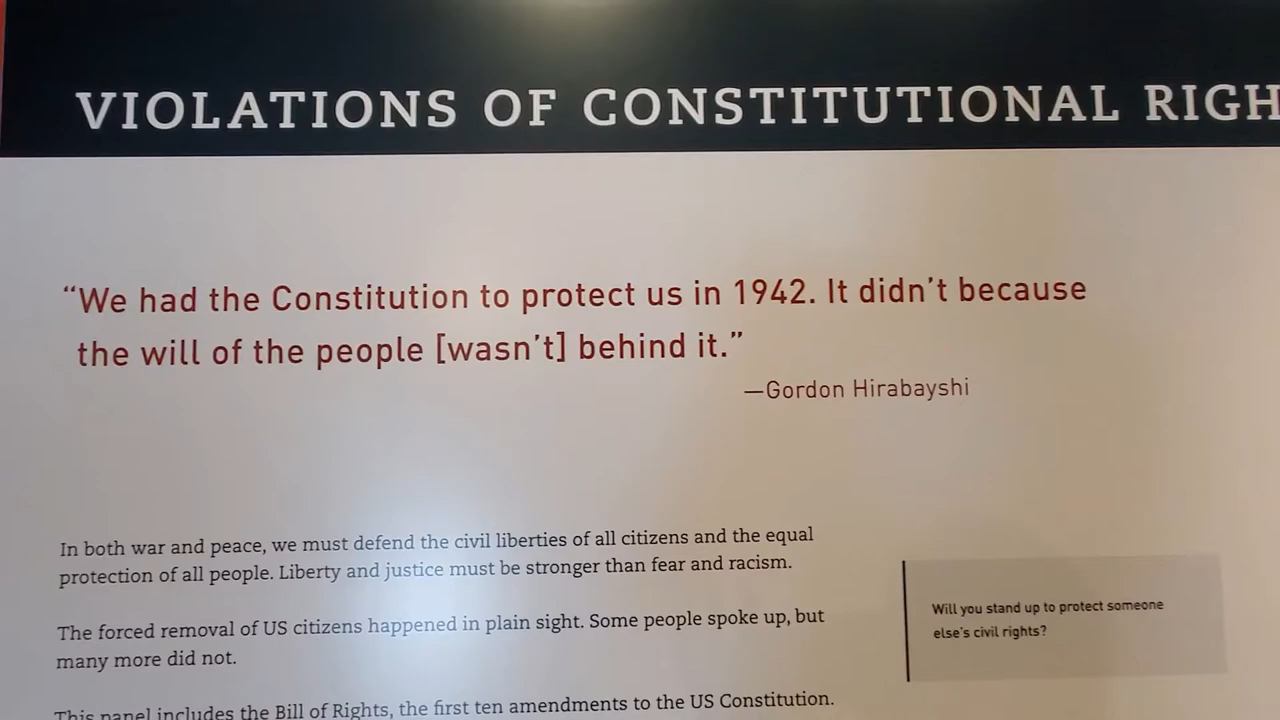 VIOLATIONS OF CONSTITUTIONAL RIGH
“We had the Constitution to protect us in 1942. It didn’t because
the will of the people [wasn’t] behind it.”
—Gordon Hirabayshi
In both war and peace, we must defend the civil liberties of all citizens and the equal
protection of all people. Liberty and justice must be stronger than fear and racism.
The forced removal of US citizens happened in plain sight. Some people spoke up, but
many more did not.
This panel includes the Bill of Rights, the first ten amendments to the US Constitution.
Will you stand up to protect someone
else’s civil rights?